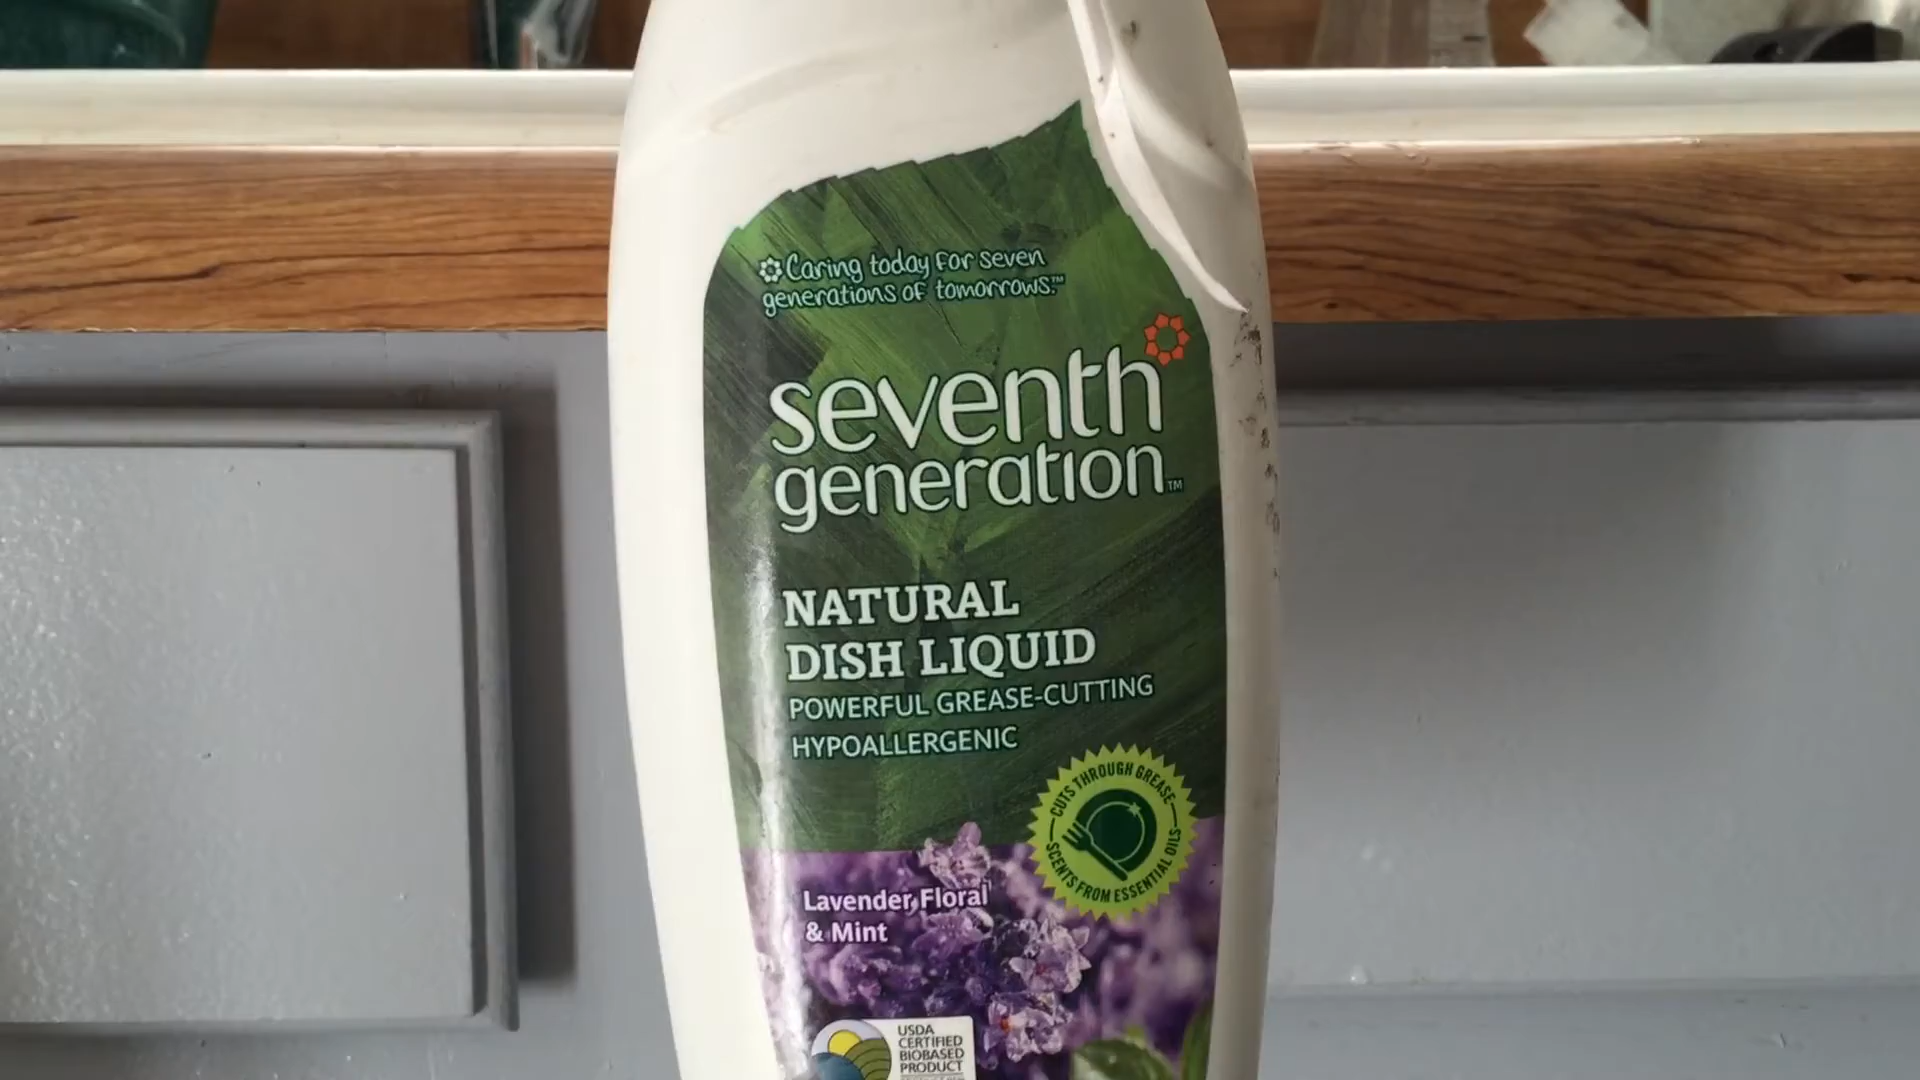 Caring today for seven
generations of tomorrows.™
seventh
generation™
NATURAL
DISH LIQUID
POWERFUL GREASE-CUTTING
HYPOALLERGENIC
CUTS THROUGH GREASE
SCENTS FROM ESSENTIAL OILS
Lavender Floral
& Mint
USDA
CERTIFIED
BIOBASED
PRODUCT